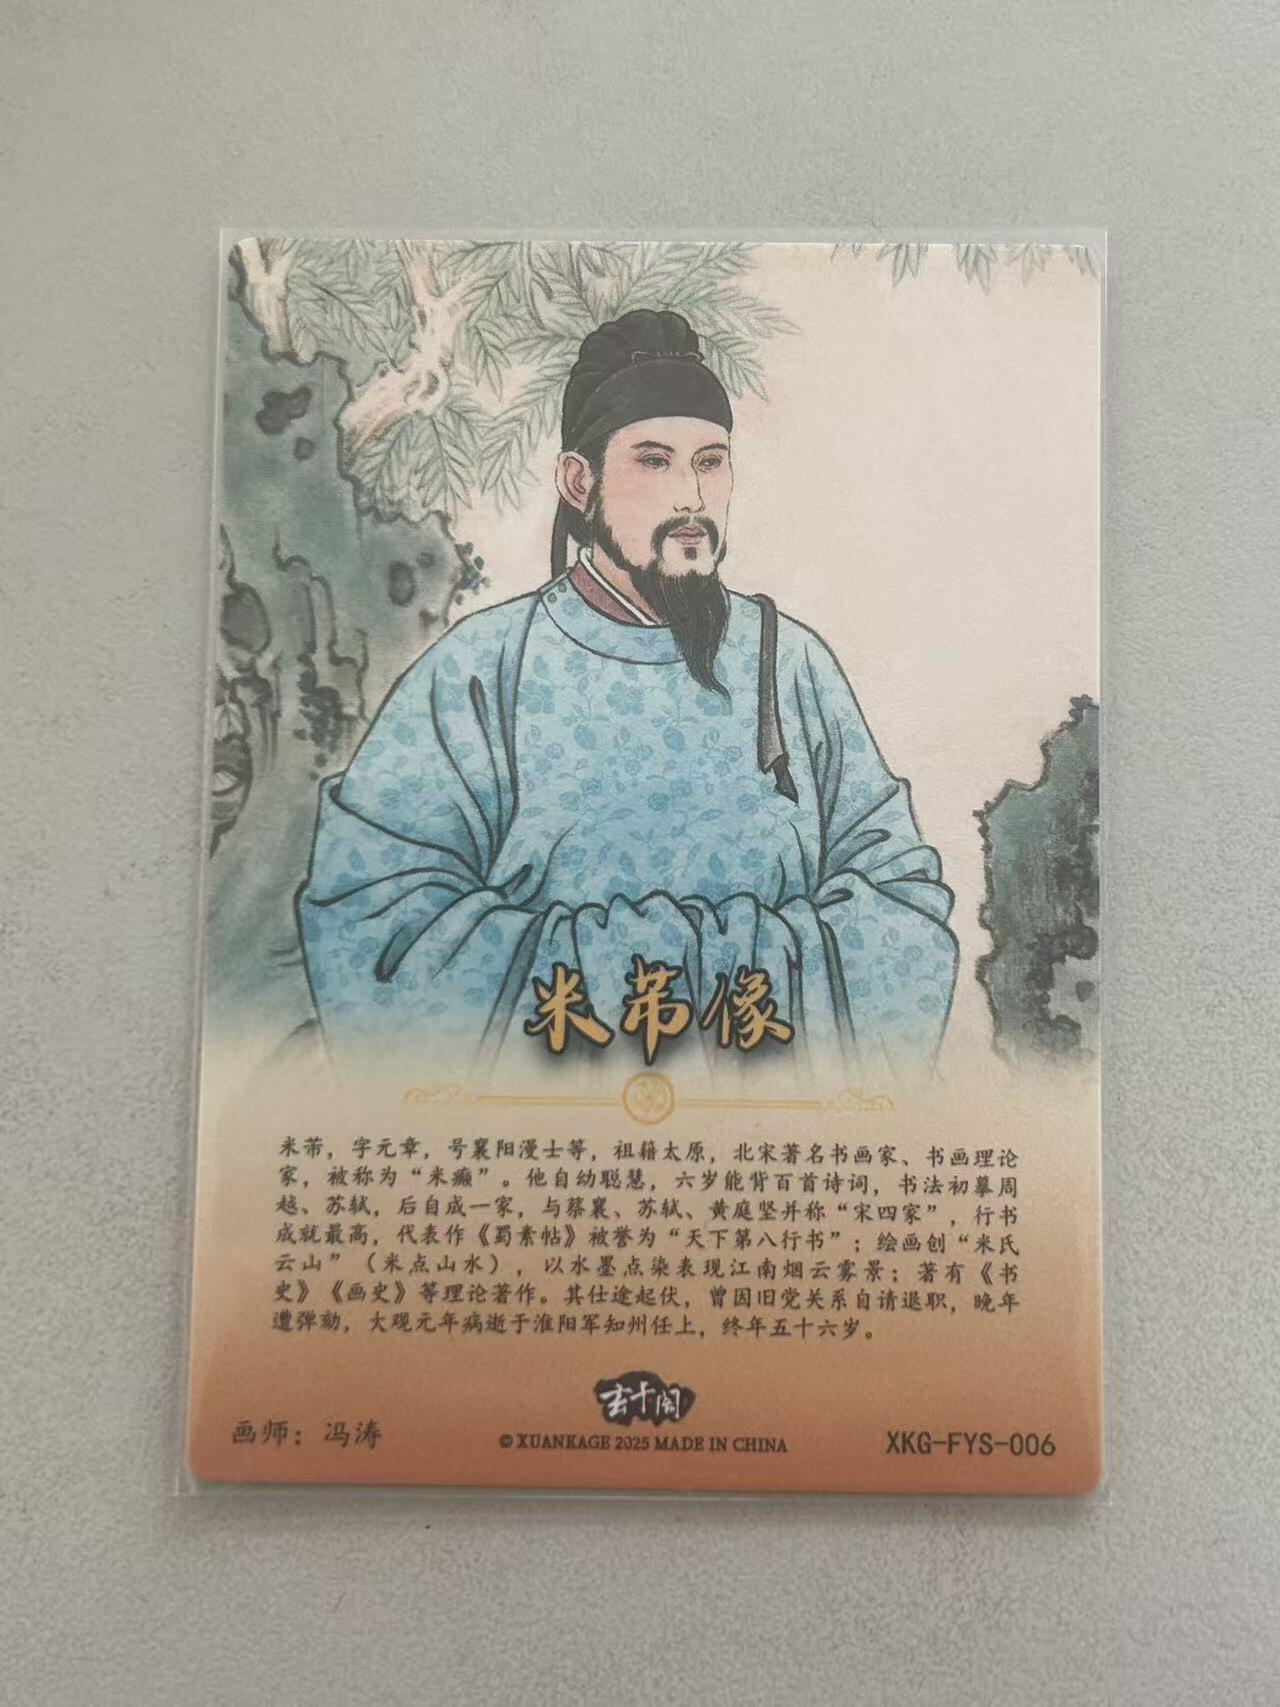 米芾像
米芾，字元章，号襄阳漫士等，祖籍太原，北宋著名书画家、书画理论
家，被称为“米癫”。他自幼聪慧，六岁能背百首诗词，书法初摹周
越、苏轼，后自成一家，与蔡襄、苏轼、黄庭坚并称“宋四家”，行书
成就最高，代表作《蜀素帖》被誉为“天下第八行书”；绘画创“米氏
云山”（米点山水），以水墨点染表现江南烟云雾景；著有《书
史》《画史》等理论著作。其仕途起伏，曾因旧党关系自请退职，晚年
遭弹劾，大观元年病逝于淮阳军知州任上，终年五十六岁。
玄卡阁
画师：冯涛
©XUANKAGE 2025 MADE IN CHINA
XKG-FYS-006